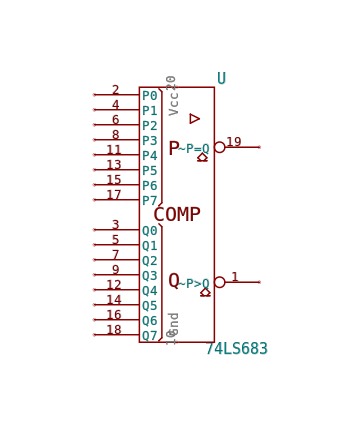 U
Vcc 20
2 P0
4 P1
6 P2
8 P3
11 P4
13 P5
15 P6
17 P7
P ~P=Q 19
COMP
3 Q0
5 Q1
7 Q2
9 Q3
12 Q4
14 Q5
16 Q6
18 Q7
Q ~P>Q 1
Gnd 10
74LS683